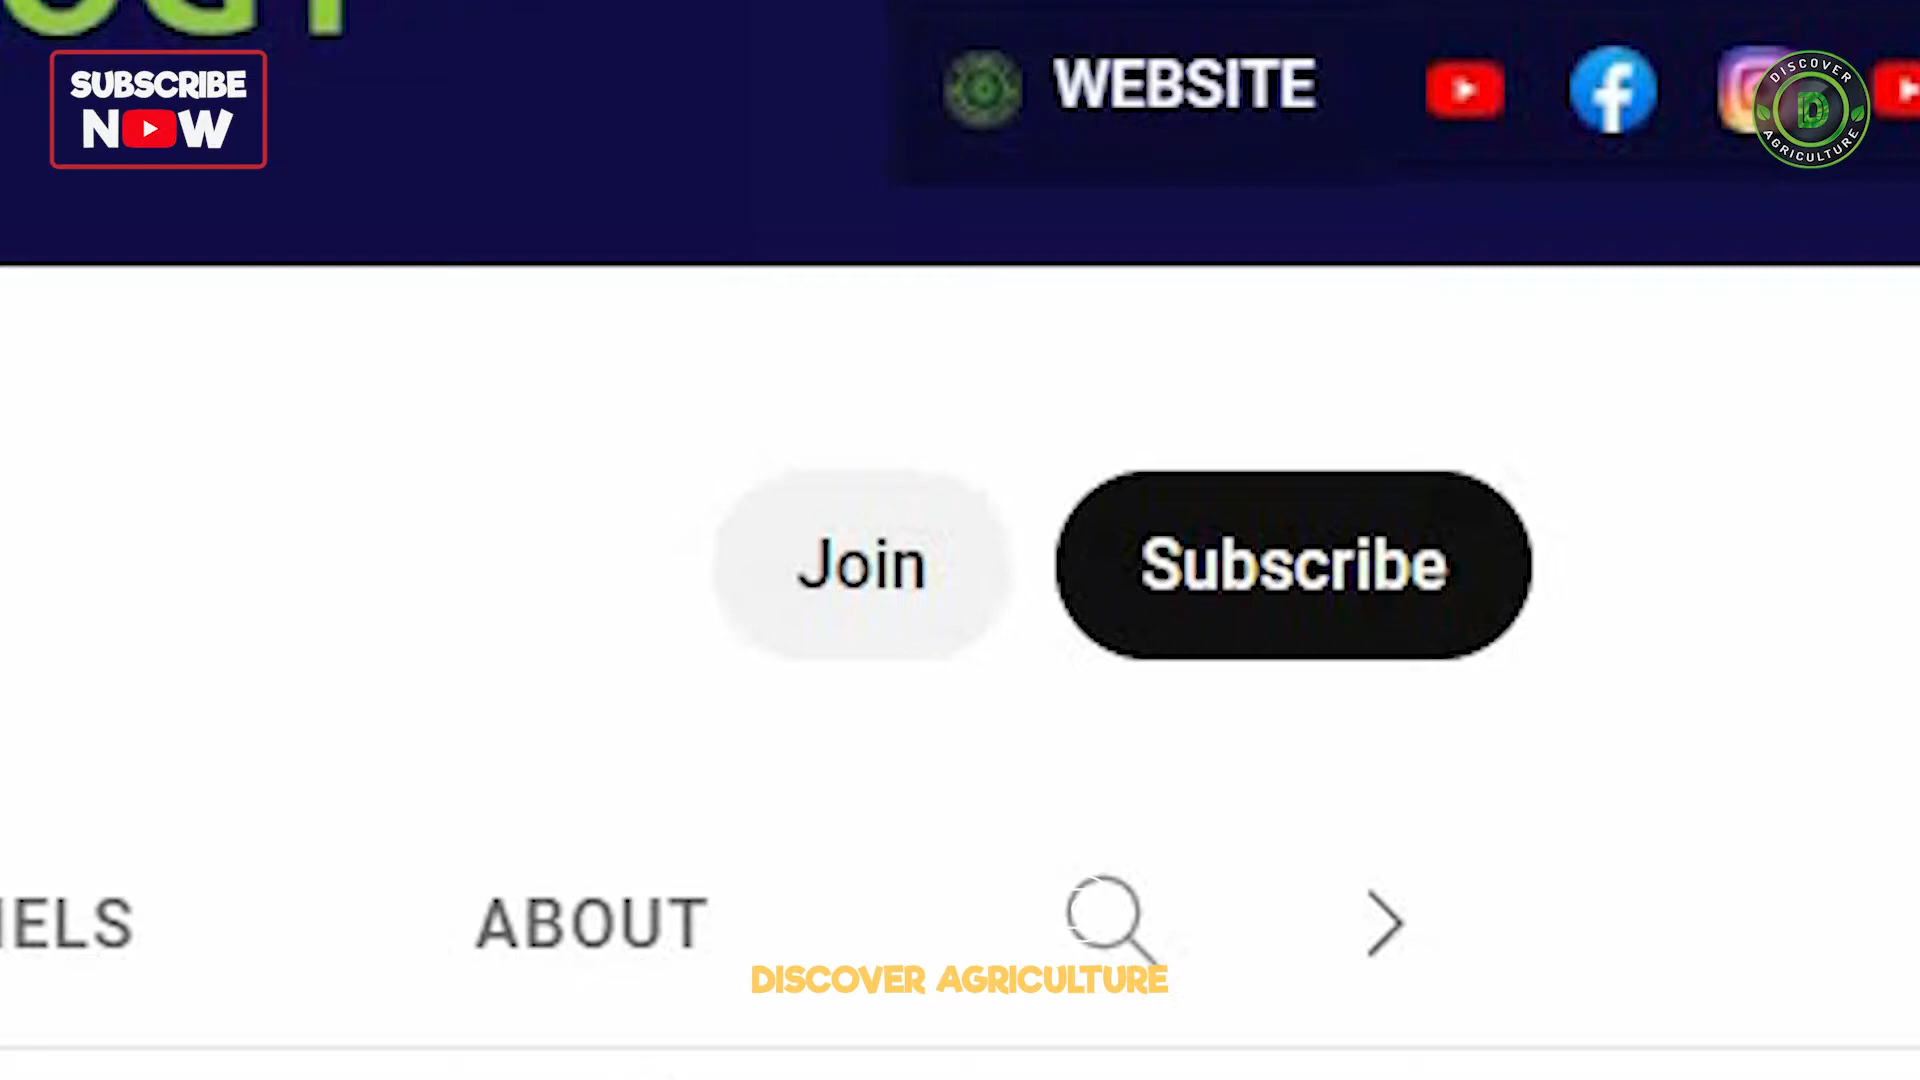 SUBSCRIBE
NOW
WEBSITE
DISCOVER
D
AGRICULTURE
Join
Subscribe
ELS
ABOUT
DISCOVER AGRICULTURE